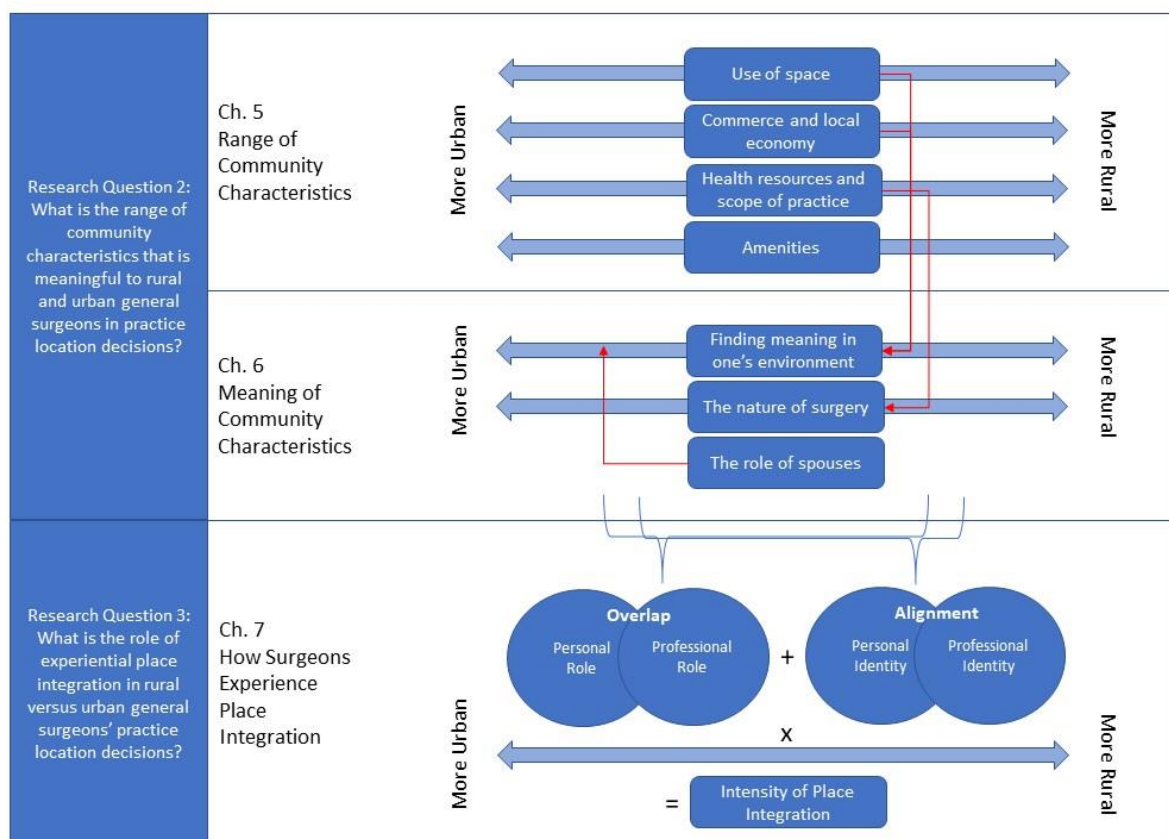 Research Question 2:
What is the range of
community
characteristics that is
meaningful to rural
and urban general
surgeons in practice
location decisions?
Ch. 5
Range of
Community
Characteristics
More Urban
Use of space
Commerce and local
economy
Health resources and
scope of practice
Amenities
More Rural
Ch. 6
Meaning of
Community
Characteristics
More Urban
Finding meaning in
one's environment
The nature of surgery
The role of spouses
More Rural
Research Question 3:
What is the role of
experiential place
integration in rural
versus urban general
surgeons' practice
location decisions?
Ch. 7
How Surgeons
Experience
Place
Integration
More Urban
Overlap
Personal
Role
Professional
Role
+
Alignment
Personal
Identity
Professional
Identity
x
=
Intensity of Place
Integration
More Rural